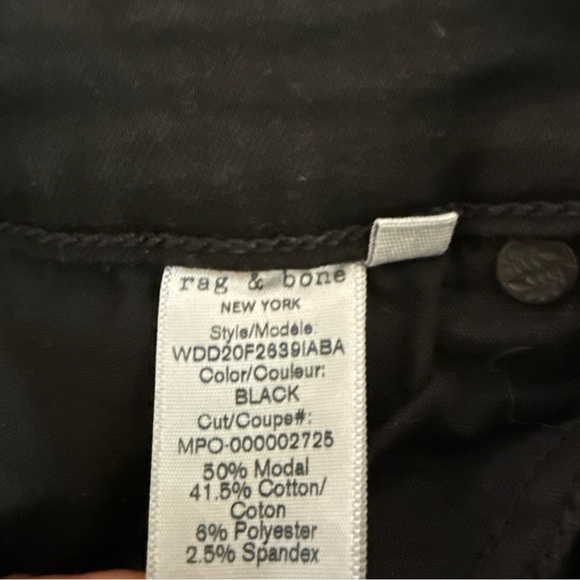 rag & bone
NEW YORK
Style/Modéle
WDD20F2639IABA
Color/Couleur:
BLACK
Cut/Coupe#:
MPO-000002725
50% Modal
41.5% Cotton/
Coton
6% Polyester
2.5% Spandex